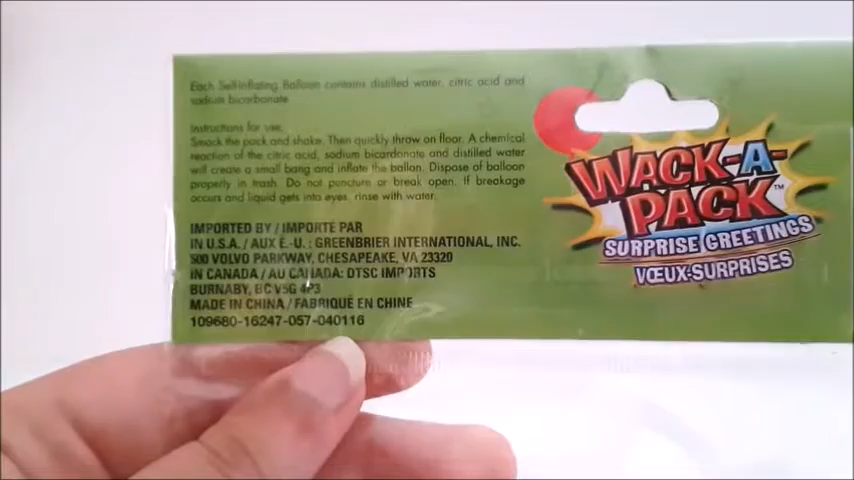 Each Self-Inflating Balloon contains distilled water, citric acid and
sodium bicarbonate
Instructions for use:
Smack the pack and shake. Then quickly throw on floor. A chemical
reaction of the citric acid, sodium bicarbonate and distilled water
will create a small bang and inflate the ballon. Dispose of balloon
properly in trash. Do not puncture or break open. If breakage
occurs and liquid gets into eyes, rinse with water.
IMPORTED BY / IMPORTÉ PAR
IN U.S.A./ AUX É.-U.: GREENBRIER INTERNATIONAL, INC.
500 VOLVO PARKWAY, CHESAPEAKE, VA 23320
IN CANADA/ AU CANADA: DTSC IMPORTS
BURNABY, BC V5G 4P3
MADE IN CHINA/FABRIQUÉ EN CHINE
109680-16247-057-040116
WACK-A-
PACK!
SURPRISE GREETINGS
VŒUX-SURPRISES